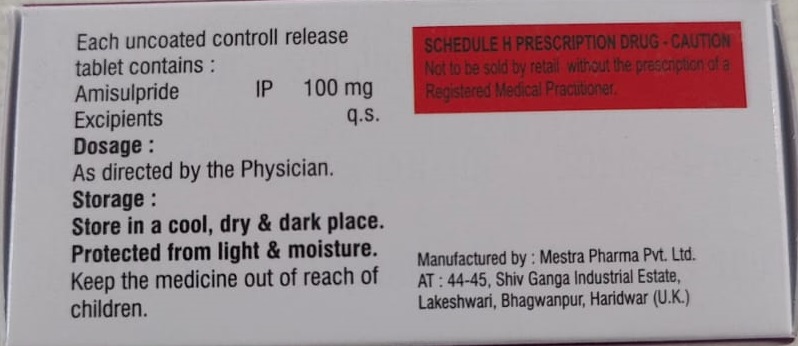 Each uncoated controll release
tablet contains :
Amisulpride IP 100 mg
Excipients q.s.
Dosage :
As directed by the Physician.
Storage :
Store in a cool, dry & dark place.
Protected from light & moisture.
Keep the medicine out of reach of
children.
SCHEDULE H PRESCRIPTION DRUG - CAUTION
Not to be sold by retail without the prescription of a
Registered Medical Practitioner.
Manufactured by : Mestra Pharma Pvt. Ltd.
AT : 44-45, Shiv Ganga Industrial Estate,
Lakeshwari, Bhagwanpur, Haridwar (U.K.)